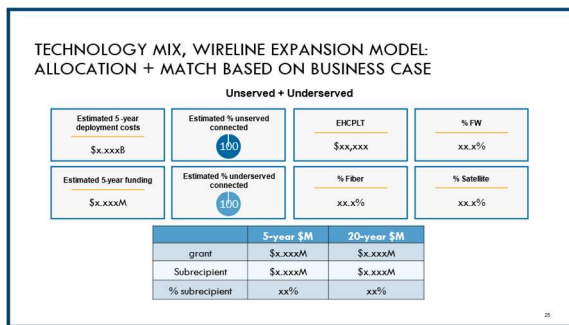 TECHNOLOGY MIX, WIRELINE EXPANSION MODEL:
ALLOCATION + MATCH BASED ON BUSINESS CASE
Unserved + Underserved
Estimated 5 -year
deployment costs
$x.xxxB
Estimated % unserved
connected
100
EHCPLT
$xx,xxx
% FW
xx.x%
Estimated 5-year funding
$x.xxxM
Estimated % underserved
connected
100
% Fiber
xx.x%
% Satellite
xx.x%
5-year $M 20-year $M
grant $x.xxxM $x.xxxM
Subrecipient $x.xxxM $x.xxxM
% subrecipient xx% xx%
25